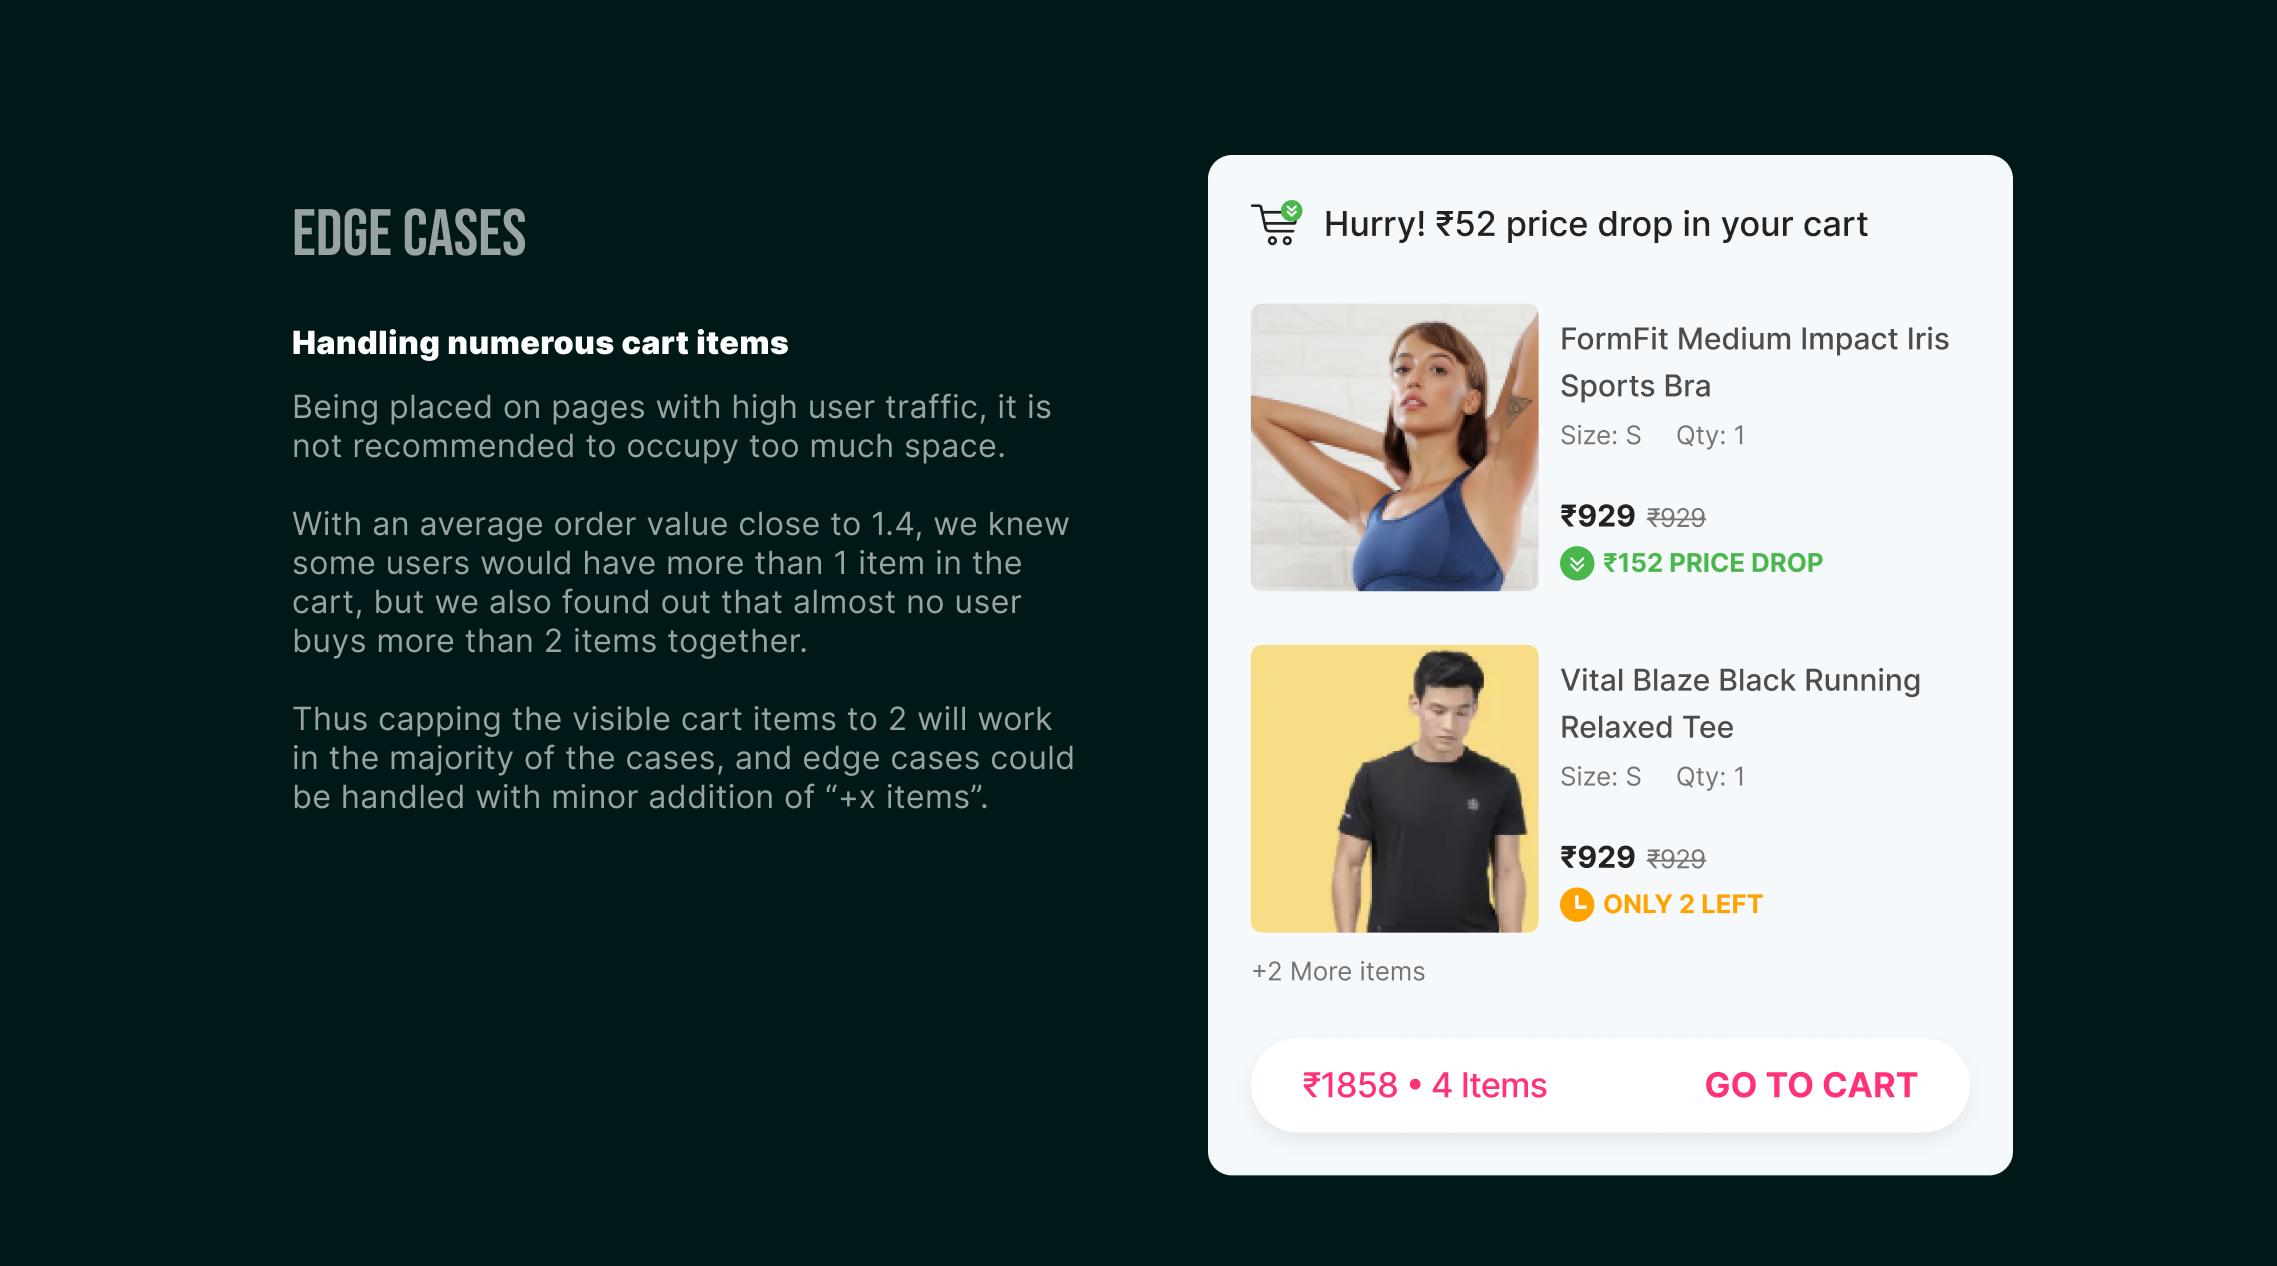 EDGE CASES
Handling numerous cart items
Being placed on pages with high user traffic, it is
not recommended to occupy too much space.
With an average order value close to 1.4, we knew
some users would have more than 1 item in the
cart, but we also found out that almost no user
buys more than 2 items together.
Thus capping the visible cart items to 2 will work
in the majority of the cases, and edge cases could
be handled with minor addition of “+x items”.
Hurry! ₹52 price drop in your cart
FormFit Medium Impact Iris
Sports Bra
Size: S Qty: 1
₹929 ₹929
₹152 PRICE DROP
Vital Blaze Black Running
Relaxed Tee
Size: S Qty: 1
₹929 ₹929
ONLY 2 LEFT
+2 More items
₹1858 • 4 Items GO TO CART